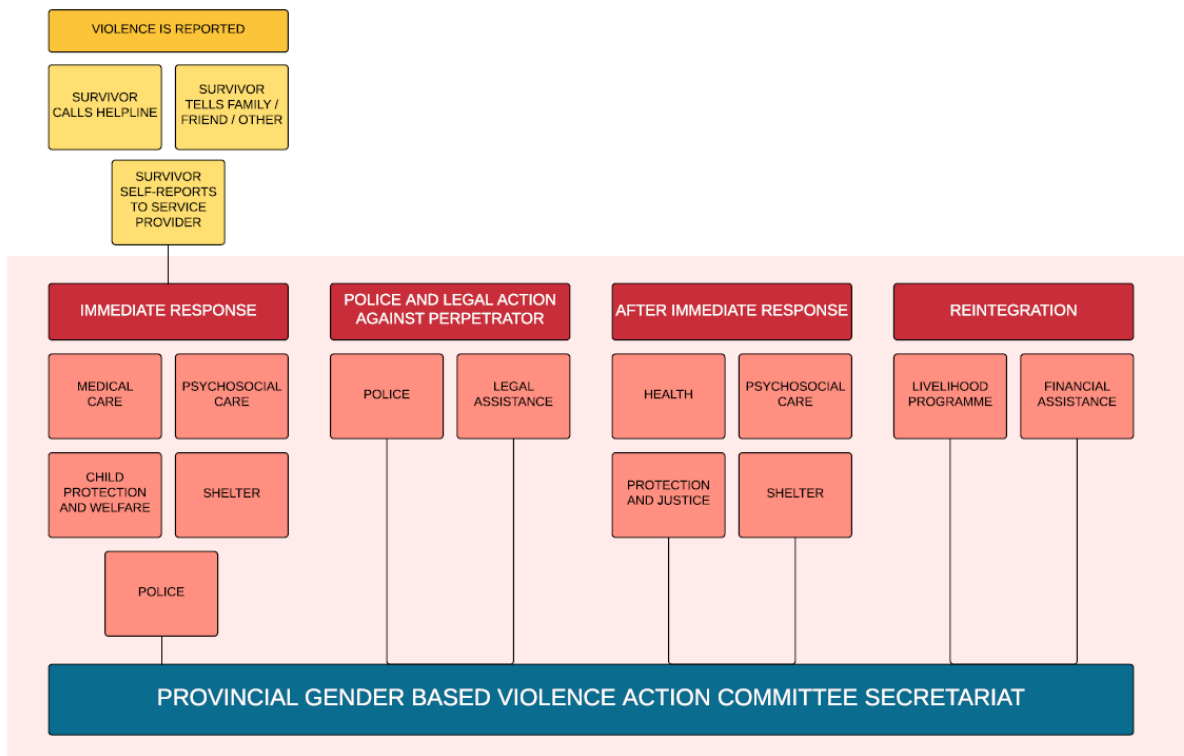 VIOLENCE IS REPORTED
SURVIVOR
CALLS HELPLINE
SURVIVOR
TELLS FAMILY /
FRIEND / OTHER
SURVIVOR
SELF-REPORTS
TO SERVICE
PROVIDER
IMMEDIATE RESPONSE
MEDICAL
CARE
PSYCHOSOCIAL
CARE
CHILD
PROTECTION
AND WELFARE
SHELTER
POLICE
POLICE AND LEGAL ACTION
AGAINST PERPETRATOR
POLICE
LEGAL
ASSISTANCE
AFTER IMMEDIATE RESPONSE
HEALTH
PSYCHOSOCIAL
CARE
PROTECTION
AND JUSTICE
SHELTER
REINTEGRATION
LIVELIHOOD
PROGRAMME
FINANCIAL
ASSISTANCE
PROVINCIAL GENDER BASED VIOLENCE ACTION COMMITTEE SECRETARIAT